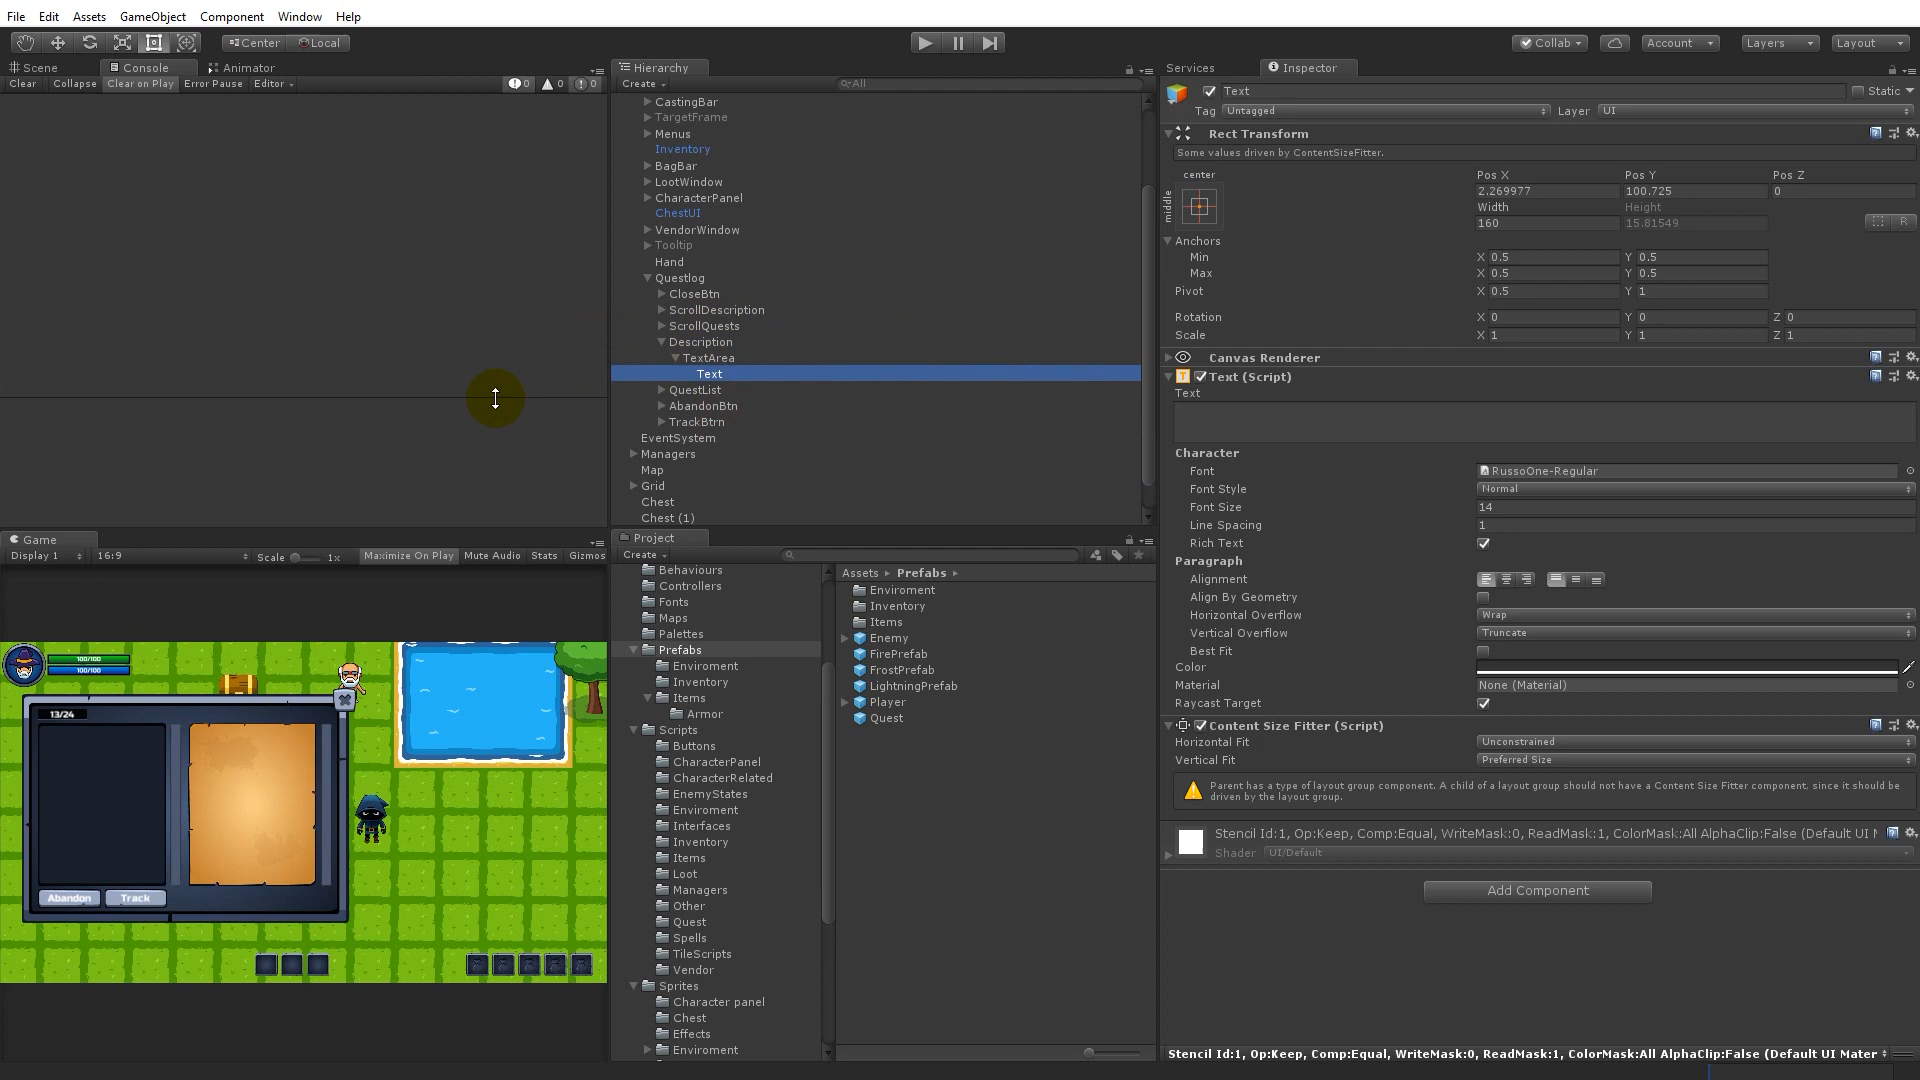 File Edit Assets GameObject Component Window Help
Center Local
Collab Account Layers Layout
Scene Console Animator
Clear Collapse Clear on Play Error Pause Editor 0 0 0
Hierarchy
Create All
CastingBar
TargetFrame
Menus
Inventory
BagBar
LootWindow
CharacterPanel
ChestUI
VendorWindow
Tooltip
Hand
Questlog
CloseBtn
ScrollDescription
ScrollQuests
Description
TextArea
Text
QuestList
AbandonBtn
TrackBtrn
EventSystem
Managers
Map
Grid
Chest
Chest (1)
Game
Display 1 16:9 Scale 1x Maximize On Play Mute Audio Stats Gizmos
100/100
100/100
13/24
Abandon Track
Project
Create
Behaviours
Controllers
Fonts
Maps
Palettes
Prefabs
Enviroment
Inventory
Items
Armor
Scripts
Buttons
CharacterPanel
CharacterRelated
EnemyStates
Enviroment
Interfaces
Inventory
Items
Loot
Managers
Other
Quest
Spells
TileScripts
Vendor
Sprites
Character panel
Chest
Effects
Enviroment
Assets Prefabs
Enviroment
Inventory
Items
Enemy
FirePrefab
FrostPrefab
LightningPrefab
Player
Quest
Services Inspector
Text Static
Tag Untagged Layer UI
Rect Transform
Some values driven by ContentSizeFitter.
center Pos X Pos Y Pos Z
middle 2.269977 100.725 0
Width Height
160 15.81549
R
Anchors
Min X 0.5 Y 0.5
Max X 0.5 Y 0.5
Pivot X 0.5 Y 1
Rotation X 0 Y 0 Z 0
Scale X 1 Y 1 Z 1
Canvas Renderer
Text (Script)
Text
Character
Font RussoOne-Regular
Font Style Normal
Font Size 14
Line Spacing 1
Rich Text
Paragraph
Alignment
Align By Geometry
Horizontal Overflow Wrap
Vertical Overflow Truncate
Best Fit
Color
Material None (Material)
Raycast Target
Content Size Fitter (Script)
Horizontal Fit Unconstrained
Vertical Fit Preferred Size
Parent has a type of layout group component. A child of a layout group should not have a Content Size Fitter component, since it should be
driven by the layout group.
Stencil Id:1, Op:Keep, Comp:Equal, WriteMask:0, ReadMask:1, ColorMask:All AlphaClip:False (Default UI M
Shader UI/Default
Add Component
Stencil Id:1, Op:Keep, Comp:Equal, WriteMask:0, ReadMask:1, ColorMask:All AlphaClip:False (Default UI Mater